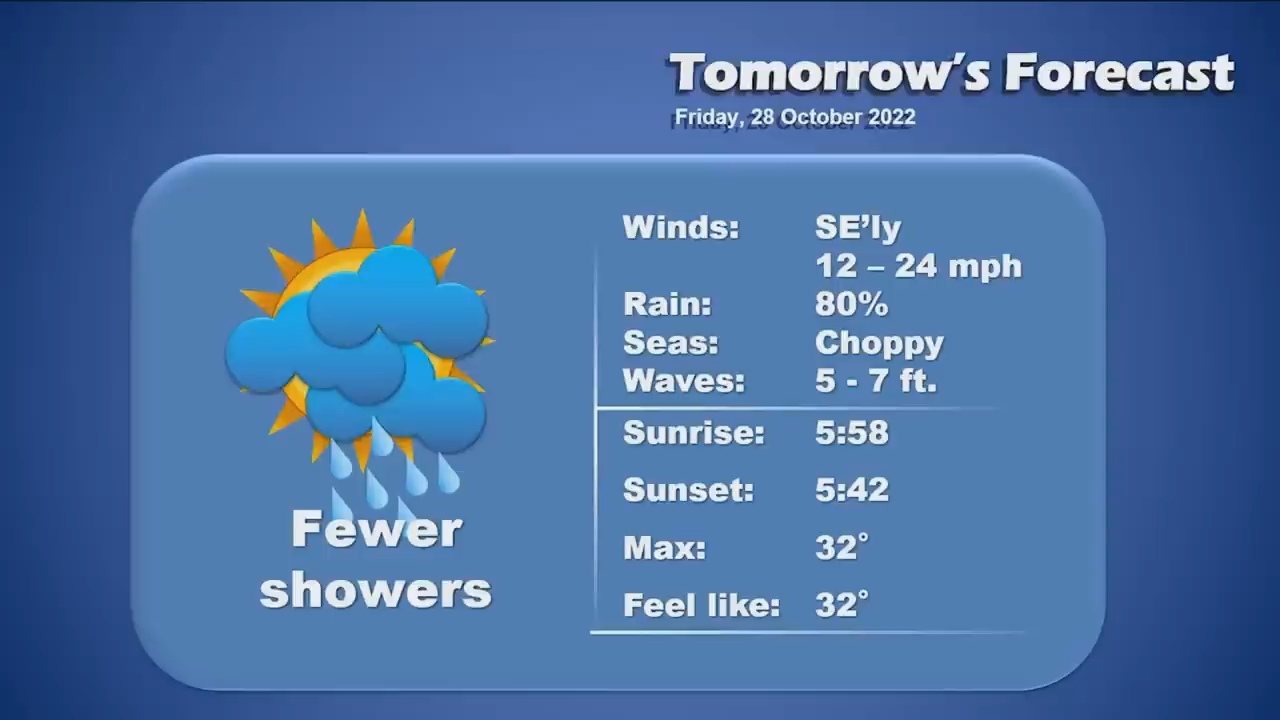 Tomorrow's Forecast
Friday, 28 October 2022
Winds: SE'ly
12 – 24 mph
Rain: 80%
Seas: Choppy
Waves: 5 - 7 ft.
Sunrise: 5:58
Sunset: 5:42
Max: 32°
Feel like: 32°
Fewer
showers